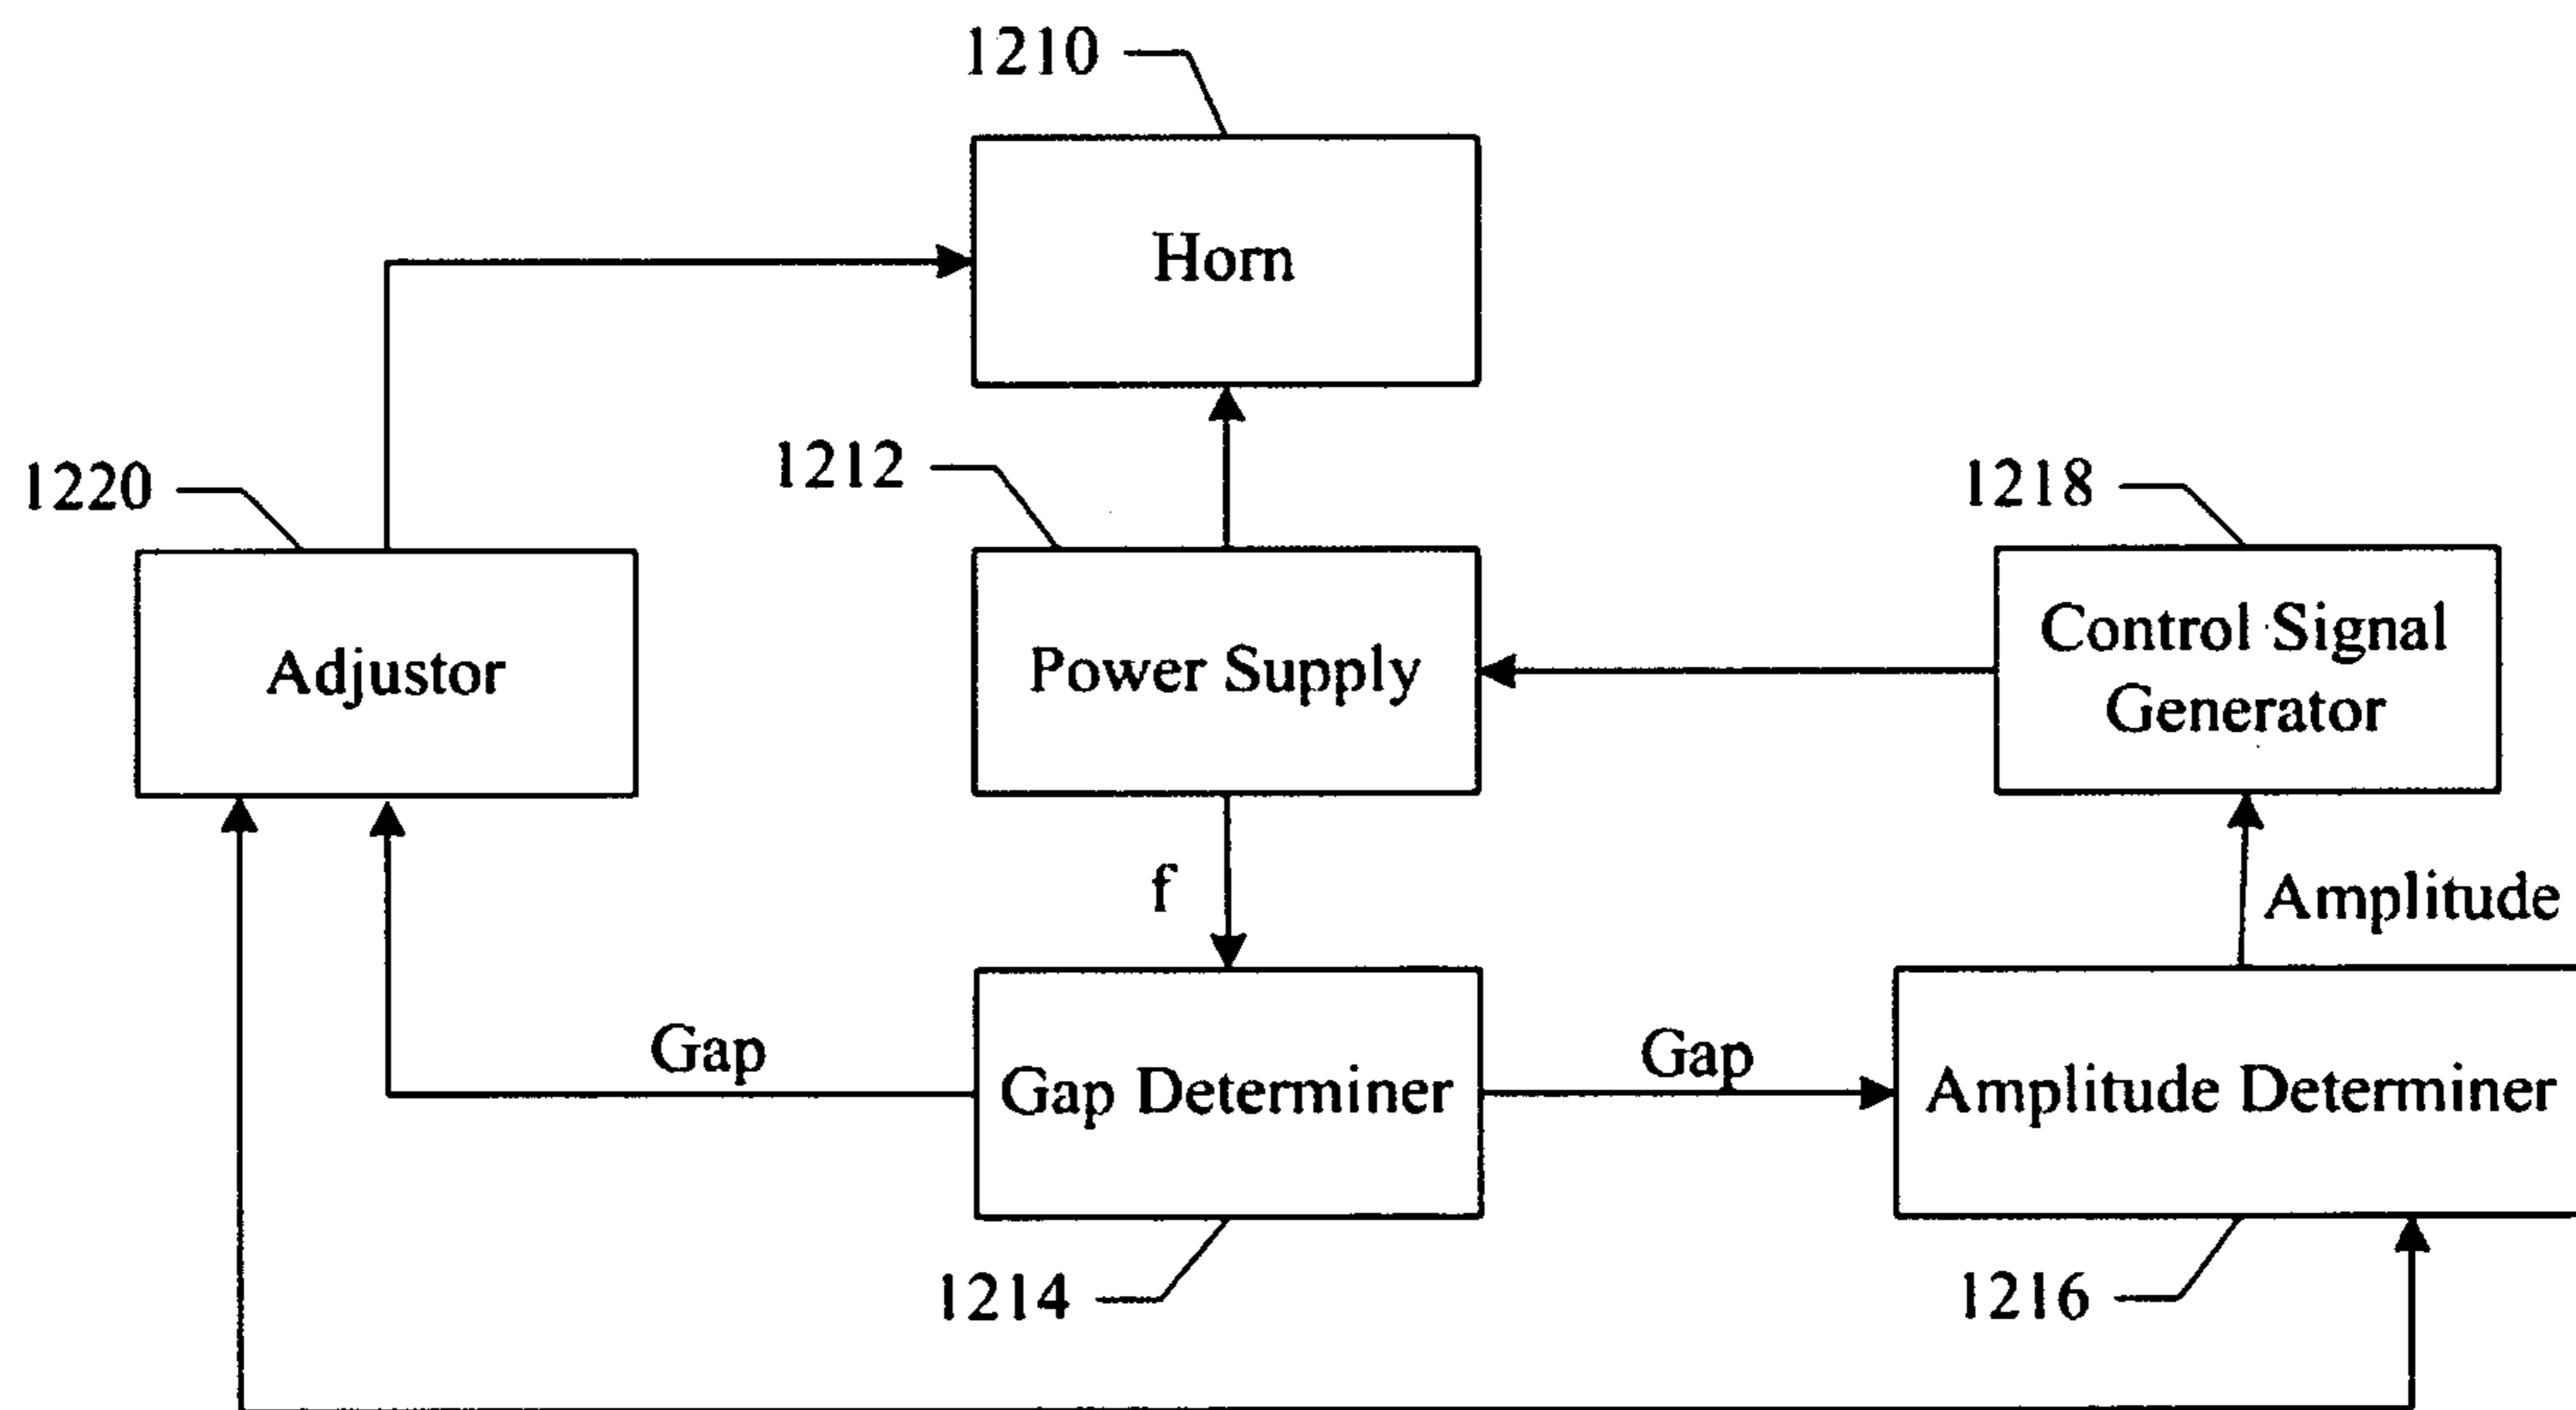 1210
Horn
1212
1220
1218
Adjustor
Power Supply
Control Signal
Generator
f
Amplitude
Gap
Gap
Gap Determiner
Amplitude Determiner
1214
1216